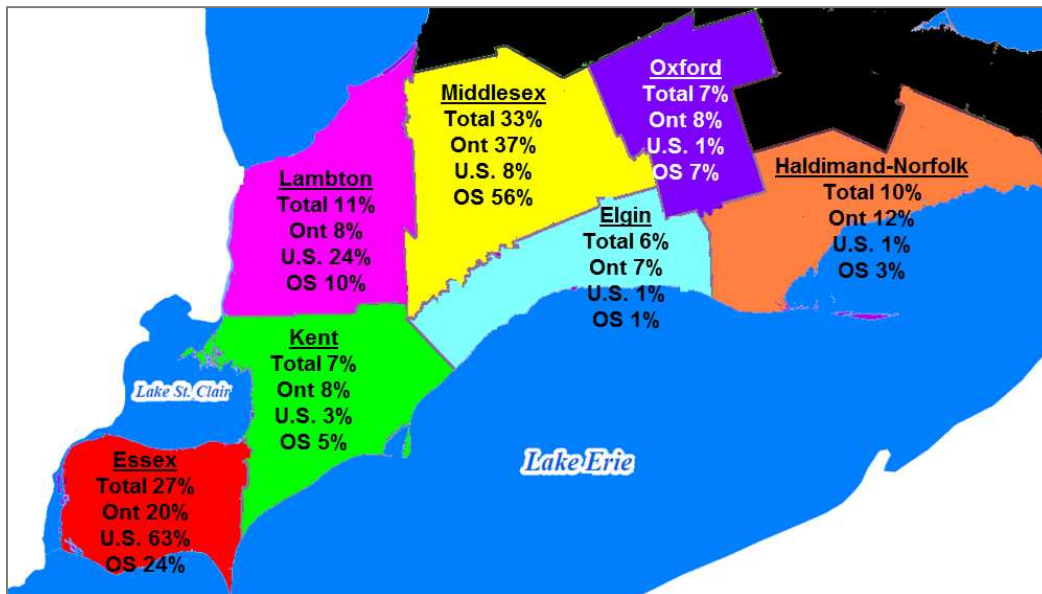 Oxford
Total 7%
Ont 8%
U.S. 1%
OS 7%
Middlesex
Total 33%
Ont 37%
U.S. 8%
OS 56%
Haldimand-Norfolk
Total 10%
Ont 12%
U.S. 1%
OS 3%
Lambton
Total 11%
Ont 8%
U.S. 24%
OS 10%
Elgin
Total 6%
Ont 7%
U.S. 1%
OS 1%
Kent
Total 7%
Ont 8%
U.S. 3%
OS 5%
Lake St. Clair
Essex
Total 27%
Ont 20%
U.S. 63%
OS 24%
Lake Erie